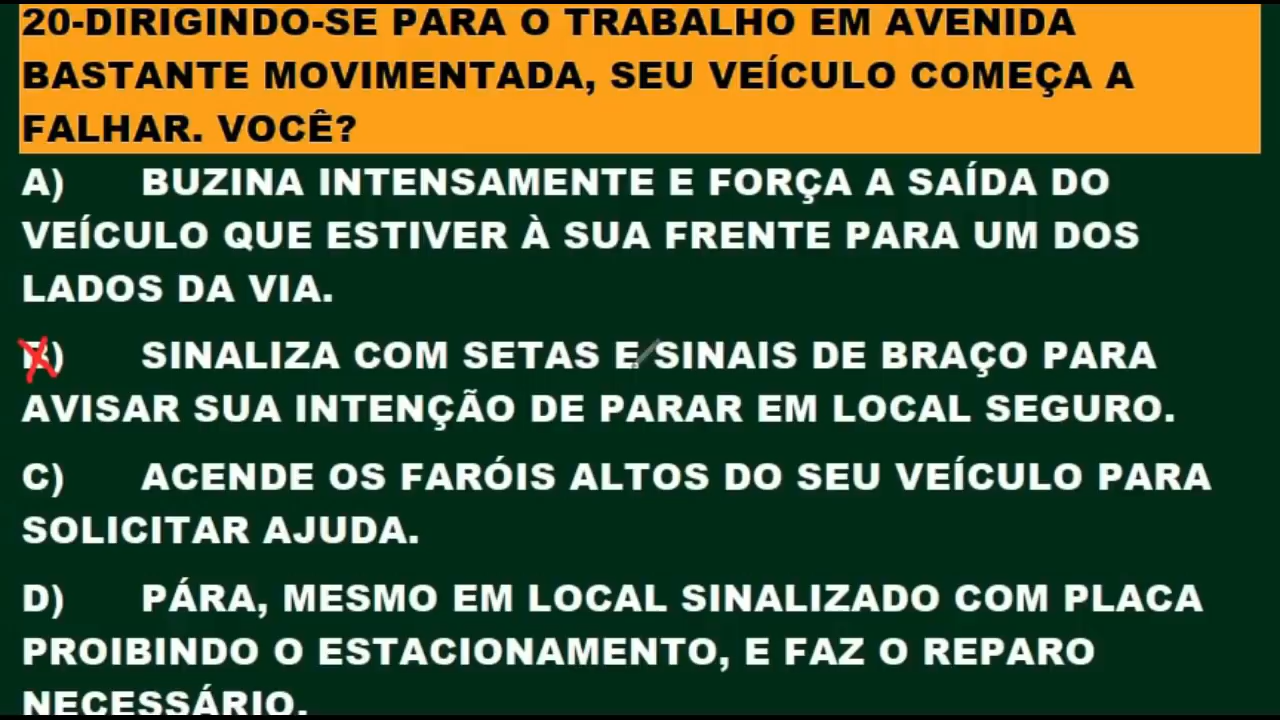 20-DIRIGINDO-SE PARA O TRABALHO EM AVENIDA
BASTANTE MOVIMENTADA, SEU VEÍCULO COMEÇA A
FALHAR. VOCÊ?
A) BUZINA INTENSAMENTE E FORÇA A SAÍDA DO
VEÍCULO QUE ESTIVER À SUA FRENTE PARA UM DOS
LADOS DA VIA.
B) SINALIZA COM SETAS E SINAIS DE BRAÇO PARA
AVISAR SUA INTENÇÃO DE PARAR EM LOCAL SEGURO.
C) ACENDE OS FARÓIS ALTOS DO SEU VEÍCULO PARA
SOLICITAR AJUDA.
D) PÁRA, MESMO EM LOCAL SINALIZADO COM PLACA
PROIBINDO O ESTACIONAMENTO, E FAZ O REPARO
NECESSÁRIO.